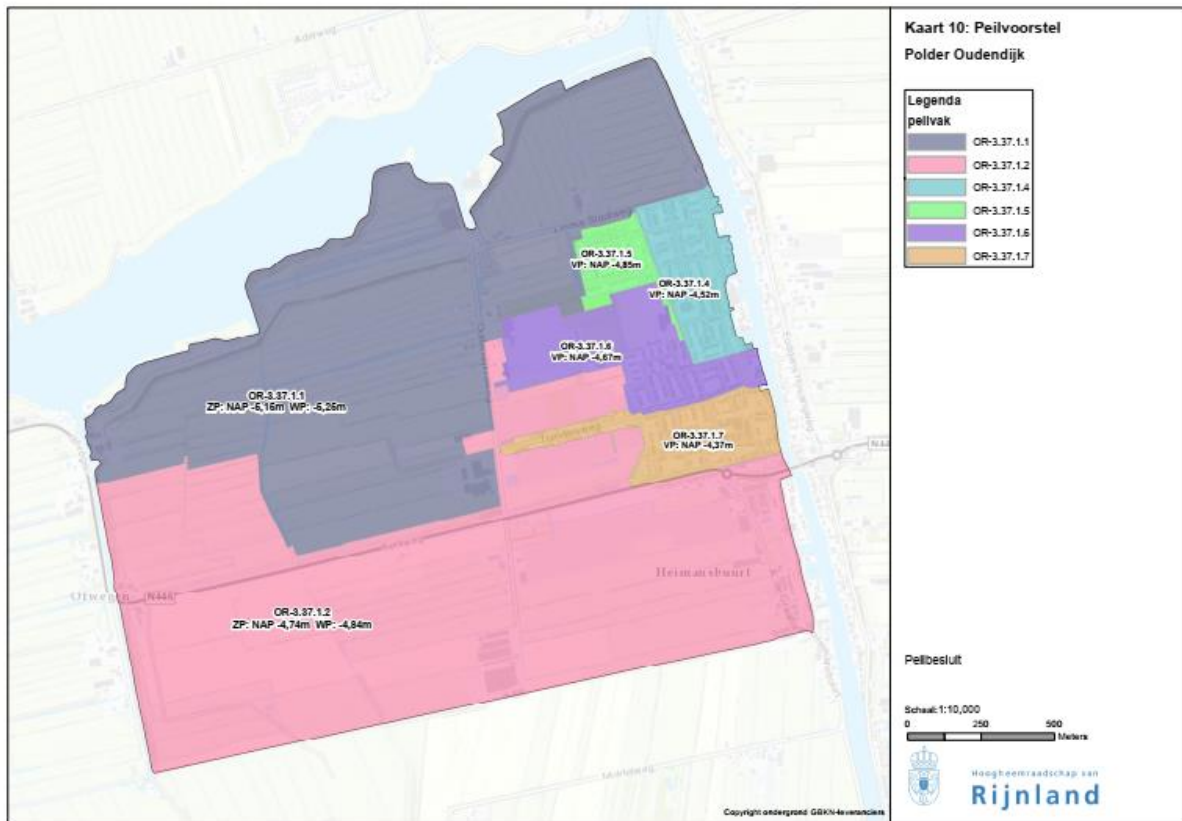 Kaart 10: Peilvoorstel
Polder Oudendijk
Legenda
peilvak
OR-3.37.1.1
OR-3.37.1.2
OR-3.37.1.4
OR-3.37.1.5
OR-3.37.1.6
OR-3.37.1.7
OR-3.37.1.5
VP: NAP -4,85m
OR-3.37.1.4
VP: NAP -4,52m
OR-3.37.1.6
VP: NAP -4,67m
OR-3.37.1.1
ZP: NAP -5,15m WP: -5,25m
OR-3.37.1.7
VP: NAP -4,37m
N446
Heimansbuurt
Ofwegen
N446
OR-3.37.1.2
ZP: NAP -4,74m WP: -4,84m
Peilbesluit
Schaal: 1:10,000
0 250 500
Meters
Hoogheemraadschap van
Rijnland
Copyright ondergrond GBKN-leveranciers